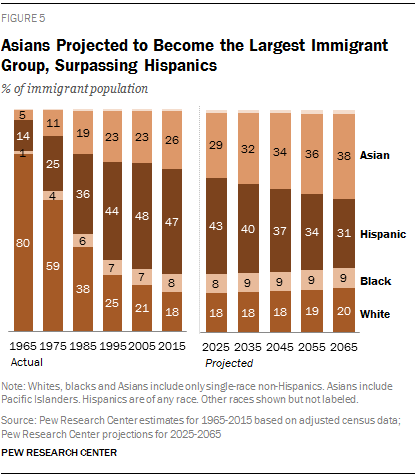 FIGURE 5
Asians Projected to Become the Largest Immigrant
Group, Surpassing Hispanics
% of immigrant population
5 11 19 23 23 26 29 32 34 36 38 Asian
14 25 36 44 48 47 43 40 37 34 31 Hispanic
1 4 6 7 7 8 8 9 9 9 9 Black
80 59 38 25 21 18 18 18 18 19 20 White
1965 1975 1985 1995 2005 2015 2025 2035 2045 2055 2065
Actual Projected
Note: Whites, blacks and Asians include only single-race non-Hispanics. Asians include
Pacific Islanders. Hispanics are of any race. Other races shown but not labeled.
Source: Pew Research Center estimates for 1965-2015 based on adjusted census data;
Pew Research Center projections for 2025-2065
PEW RESEARCH CENTER